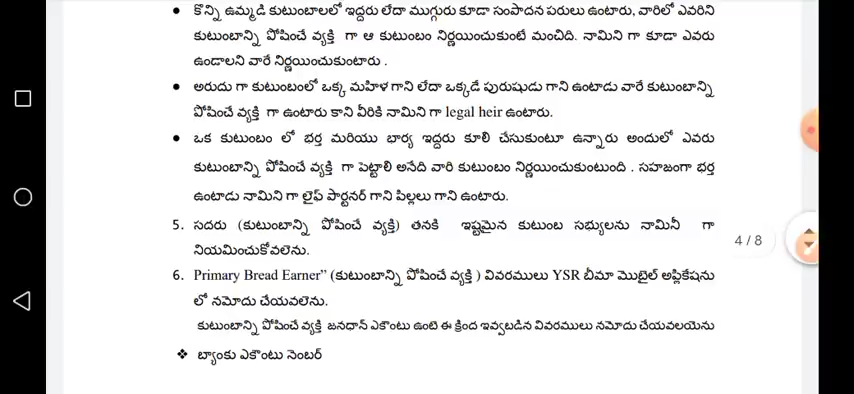 • కొన్ని ఉమ్మడి కుటుంబాలలో ఇద్దరు లేదా ముగ్గురు కూడా సంపాదన పరులు ఉంటారు, వారిలో ఎవరిని
కుటుంబాన్ని పోషించే వ్యక్తి గా ఆ కుటుంబం నిర్ణయించుకుంటే మంచిది. నామిని గా కూడా ఎవరు
ఉండాలని వారే నిర్ణయించుకుంటారు .
• అరుదు గా కుటుంబంలో ఒక్క మహిళ గాని లేదా ఒక్కడే పురుషుడు గాని ఉంటాడు వారే కుటుంబాన్ని
పోషించే వ్యక్తి గా ఉంటారు కాని వీరికి నామిని గా legal heir ఉంటారు.
• ఒక కుటుంబం లో భర్త మరియు భార్య ఇద్దరు కూలి చేసుకుంటూ ఉన్నారు అందులో ఎవరు
కుటుంబాన్ని పోషించే వ్యక్తి గా పెట్టాలి అనేది వారి కుటుంబం నిర్ణయించుకుంటుంది . సహజంగా భర్త
ఉంటాడు నామిని గా లైఫ్ పార్టనర్ గాని పిల్లలు గాని ఉంటారు.
5. సదరు (కుటుంబాన్ని పోషించే వ్యక్తి) తనకి ఇష్టమైన కుటుంబ సభ్యులను నామినీ గా
నియమించుకోవలెను.
4 / 8
6. Primary Bread Earner” (కుటుంబాన్ని పోషించే వ్యక్తి ) వివరములు YSR బీమా మొబైల్ అప్లికేషను
లో నమోదు చేయవలెను.
కుటుంబాన్ని పోషించే వ్యక్తి జనధాన్ ఎకౌంటు ఉంటె ఈ క్రింద ఇవ్వబడిన వివరములు నమోదు చేయవలయెను
❖ బ్యాంకు ఎకౌంటు నెంబర్